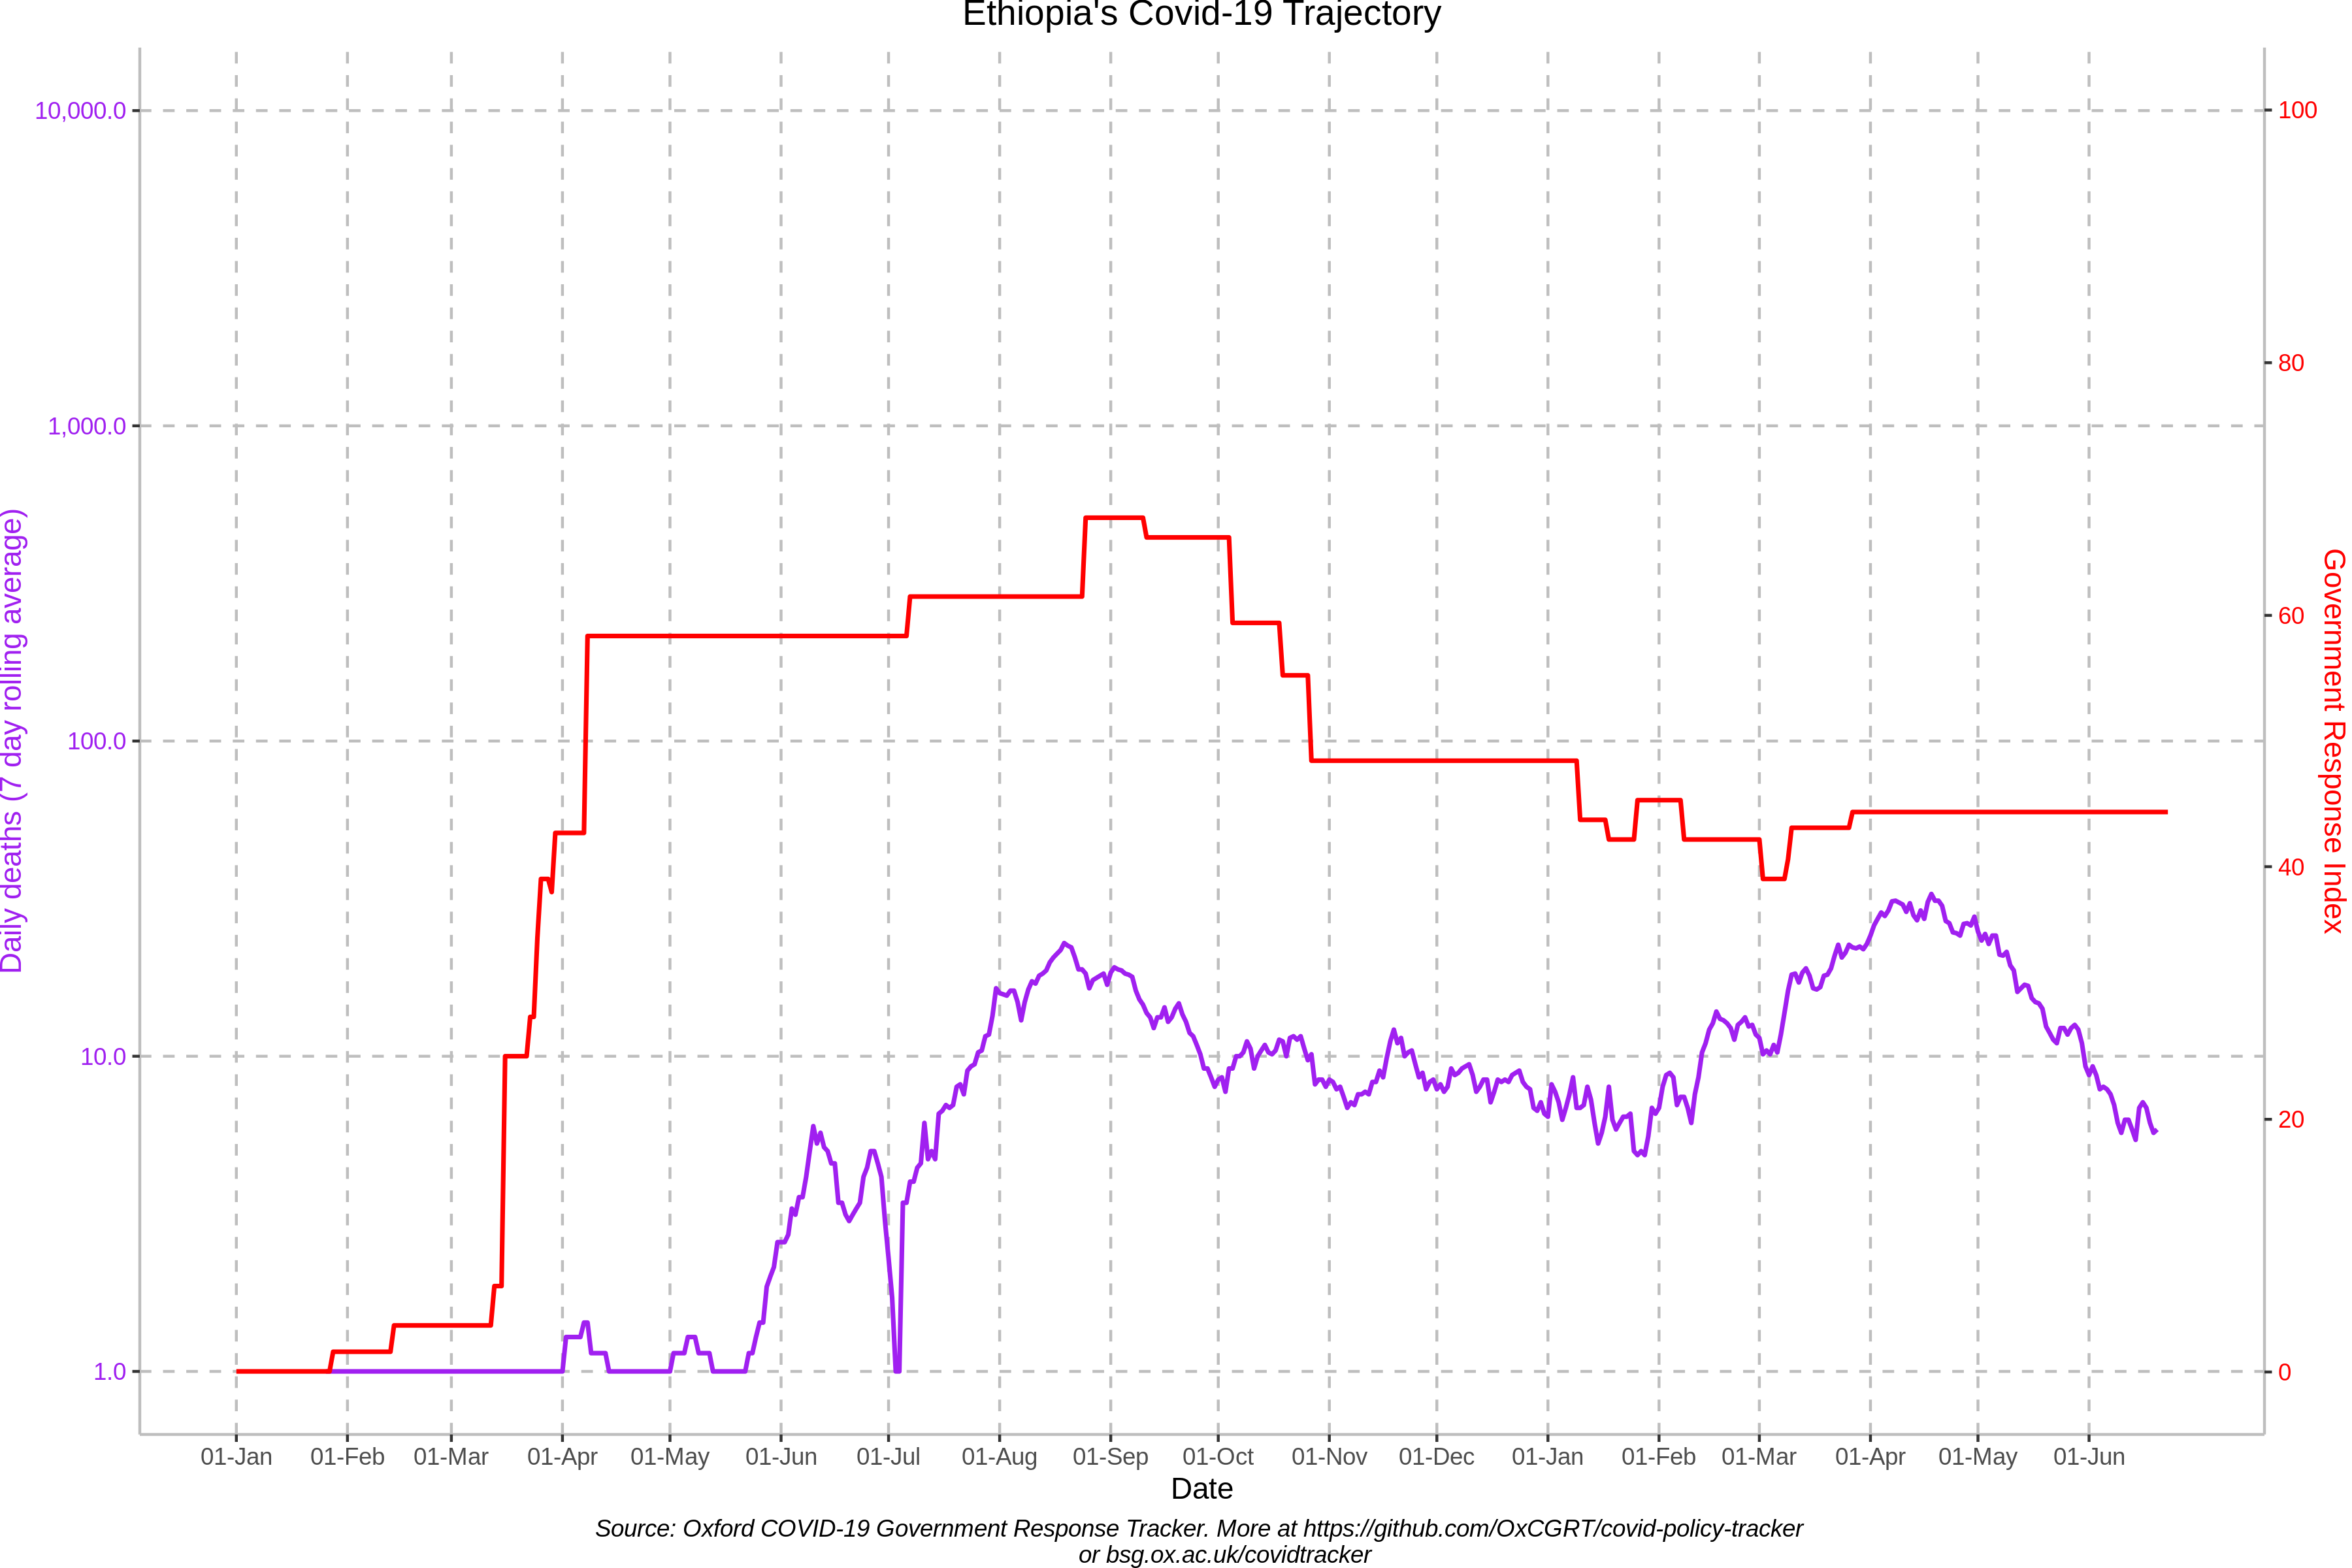 Ethiopia's Covid-19 Trajectory
10,000.0
1,000.0
100.0
10.0
1.0
Daily deaths (7 day rolling average)
100
80
60
40
20
0
Government Response Index
01-Jan 01-Feb 01-Mar 01-Apr 01-May 01-Jun 01-Jul 01-Aug 01-Sep 01-Oct 01-Nov 01-Dec 01-Jan 01-Feb 01-Mar 01-Apr 01-May 01-Jun
Date
Source: Oxford COVID-19 Government Response Tracker. More at https://github.com/OxCGRT/covid-policy-tracker
or bsg.ox.ac.uk/covidtracker